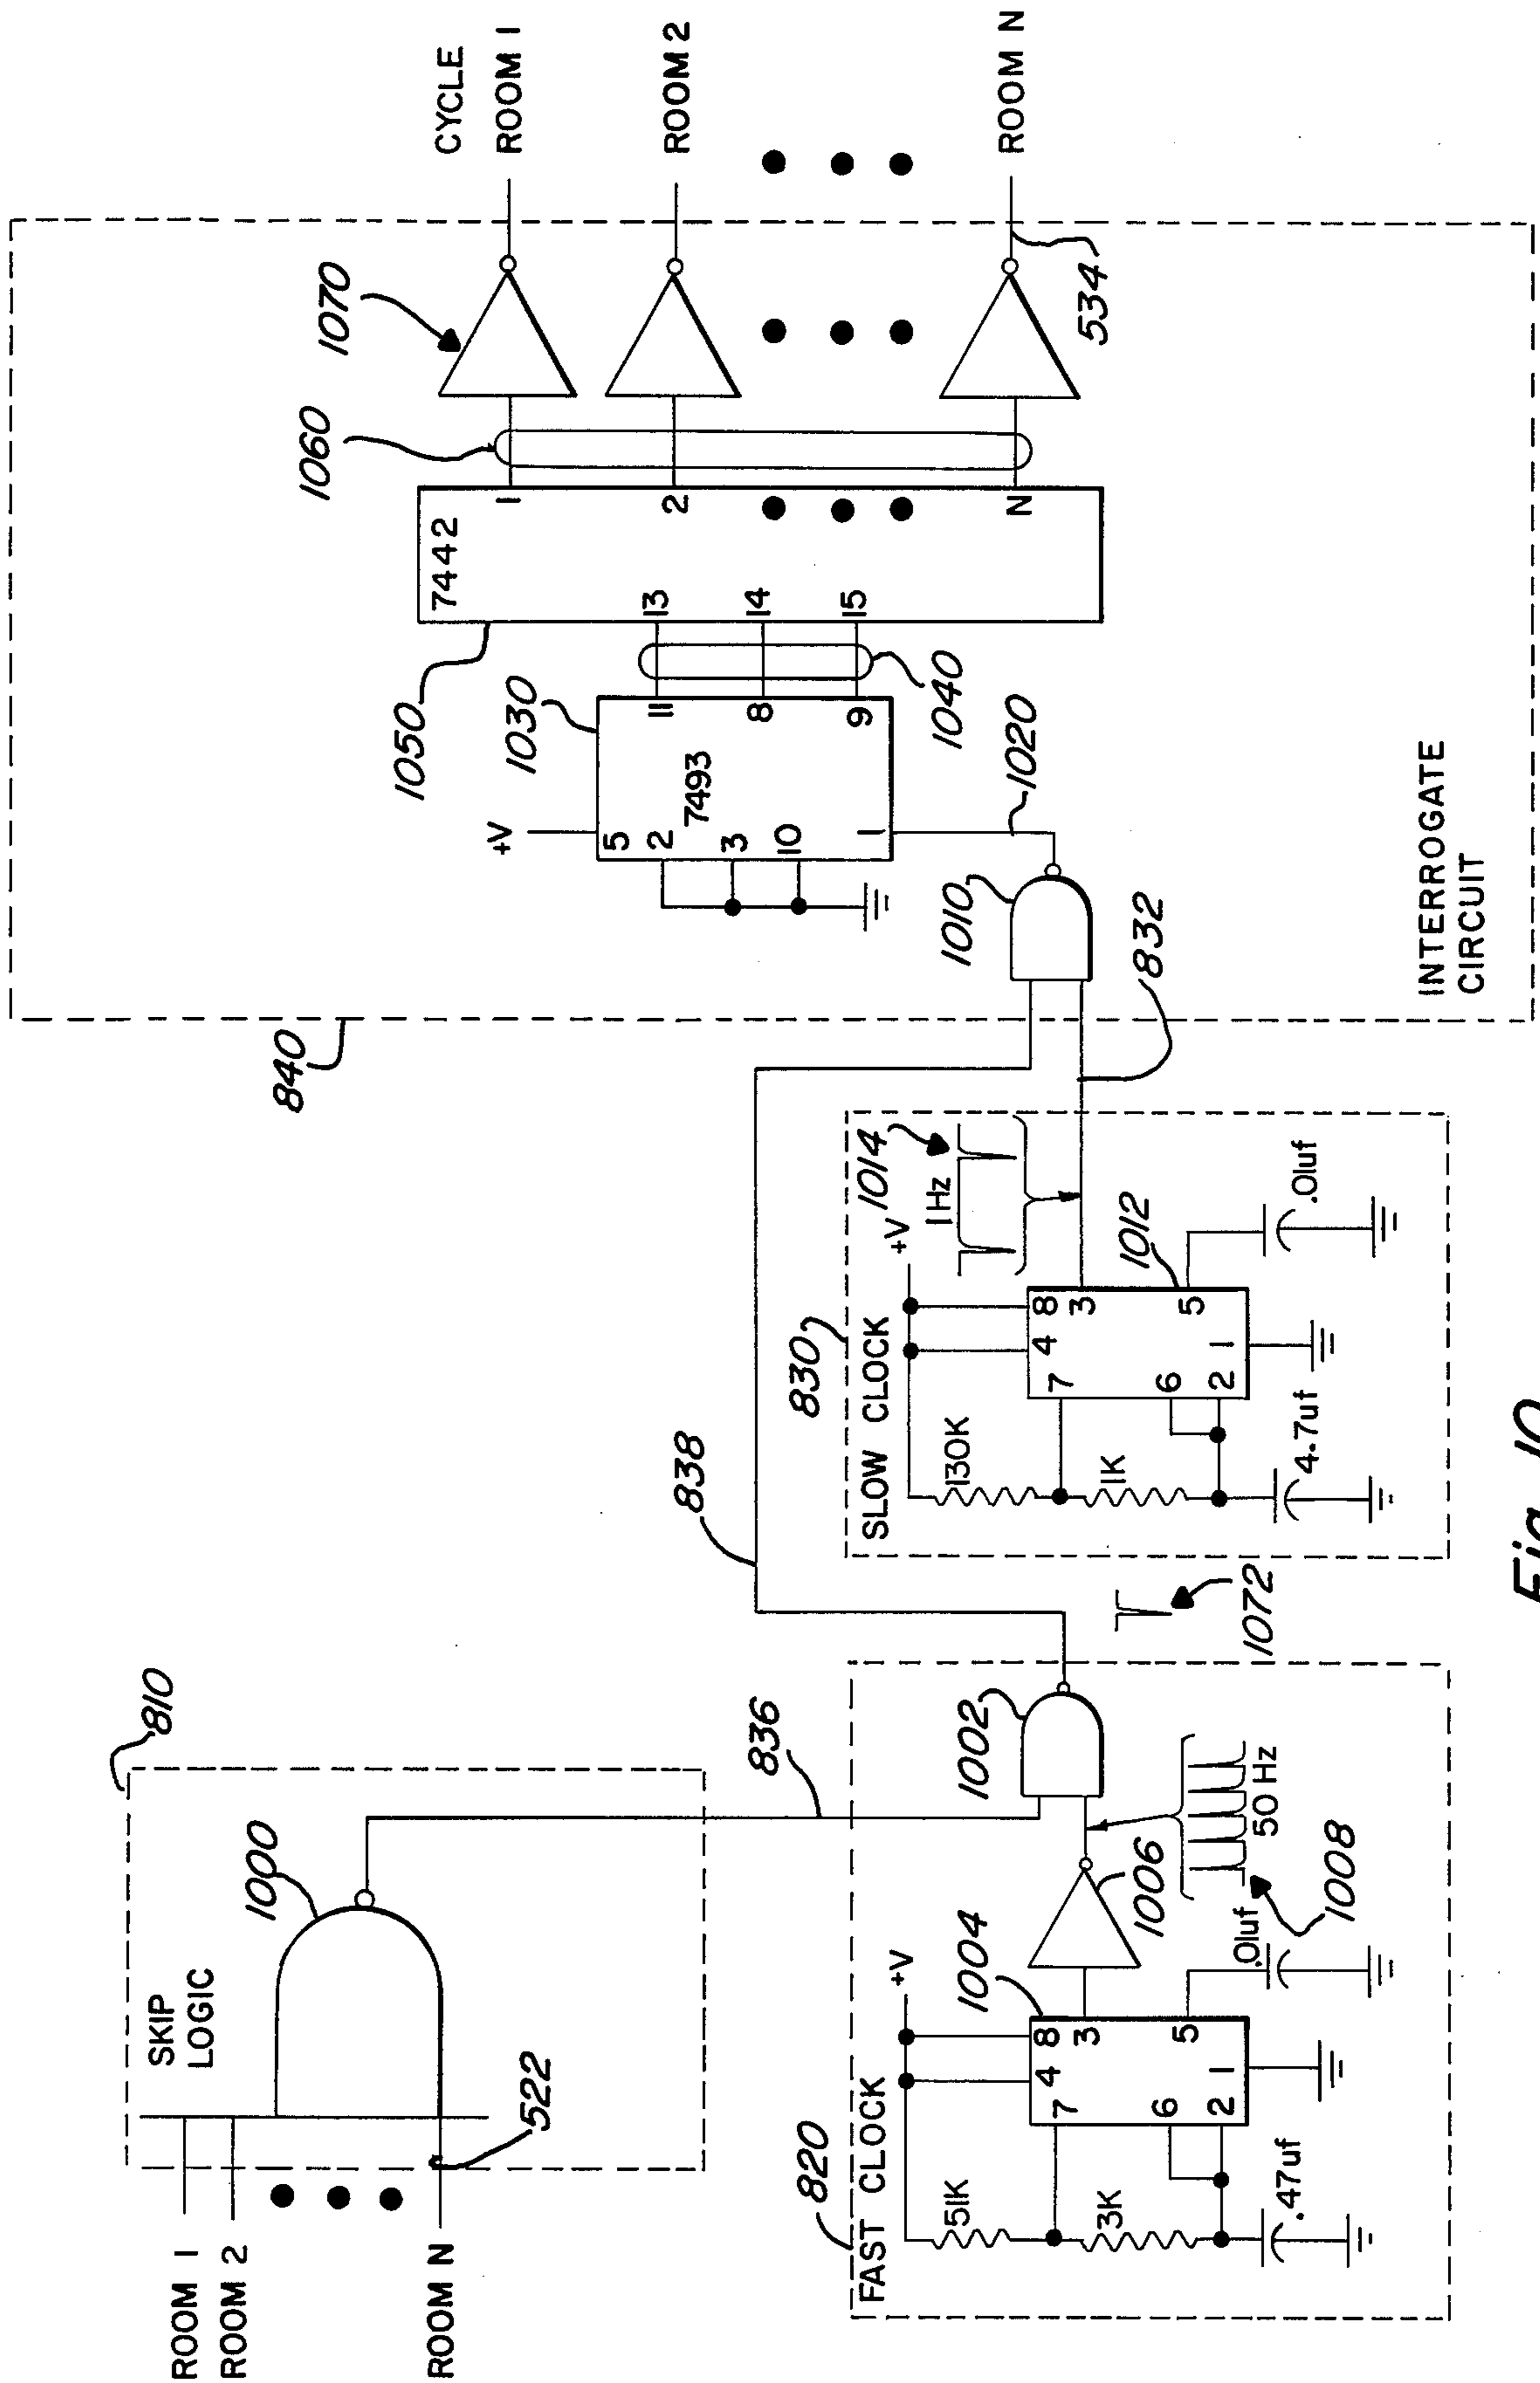 810
SKIP
LOGIC
1000
ROOM 1
ROOM 2
ROOM N
522
836
838
820
FAST CLOCK
+V
51K
3K
.47uf
7
4
8
3
6
2
1
5
1004
.01uf
1006
1002
50 Hz
1008
1072
830
SLOW CLOCK
+V
130K
1K
4.7uf
7
4
8
3
6
2
1
5
1012
.01uf
1 Hz
1014
832
840
INTERROGATE
CIRCUIT
1010
1020
+V
1030
5
2
3
10
1
7493
11
8
9
1040
1050
7442
13
14
15
1
2
N
1060
1070
534
CYCLE
ROOM 1
ROOM 2
ROOM N
Fig. 10